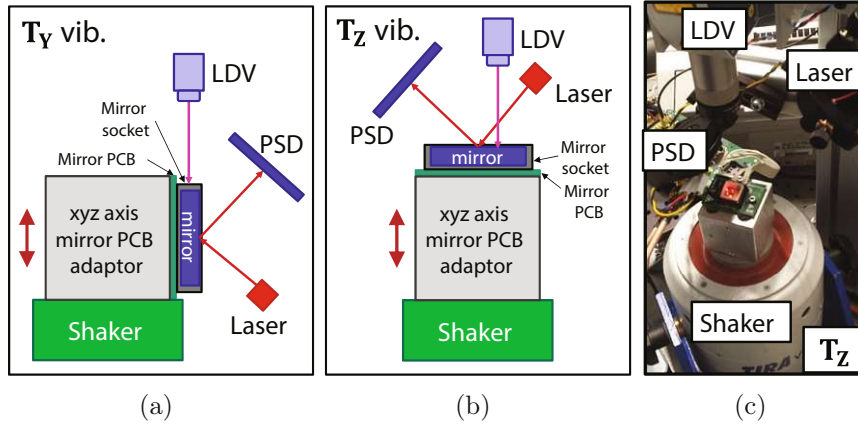 T_Y vib.
LDV
Mirror
socket
Mirror PCB
PSD
mirror
xyz axis
mirror PCB
adaptor
Laser
Shaker
(a)
T_Z vib.
LDV
Laser
PSD
mirror
Mirror
socket
Mirror
PCB
xyz axis
mirror PCB
adaptor
Shaker
(b)
LDV
Laser
PSD
Shaker
T_Z
TIRA
(c)